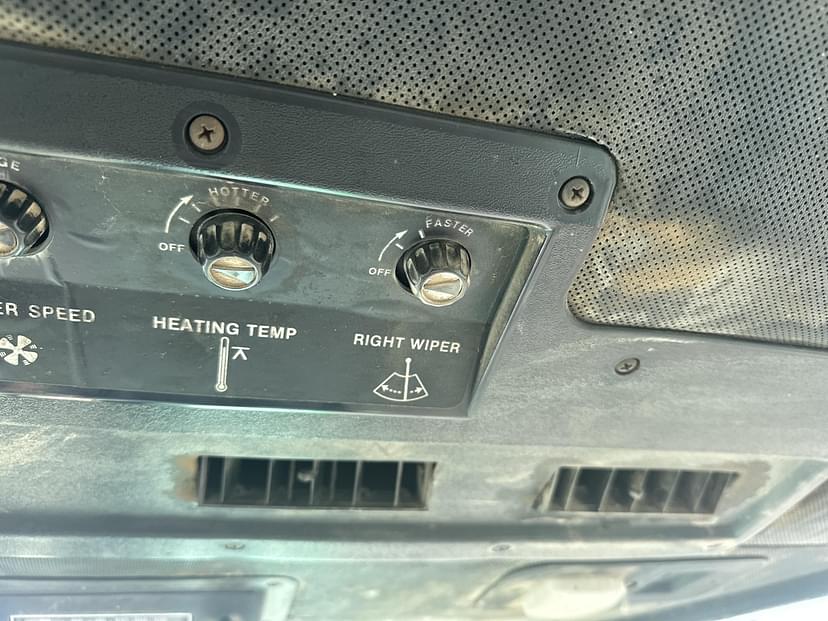 HOTTER
OFF
FASTER
OFF
SPEED
HEATING TEMP
RIGHT WIPER